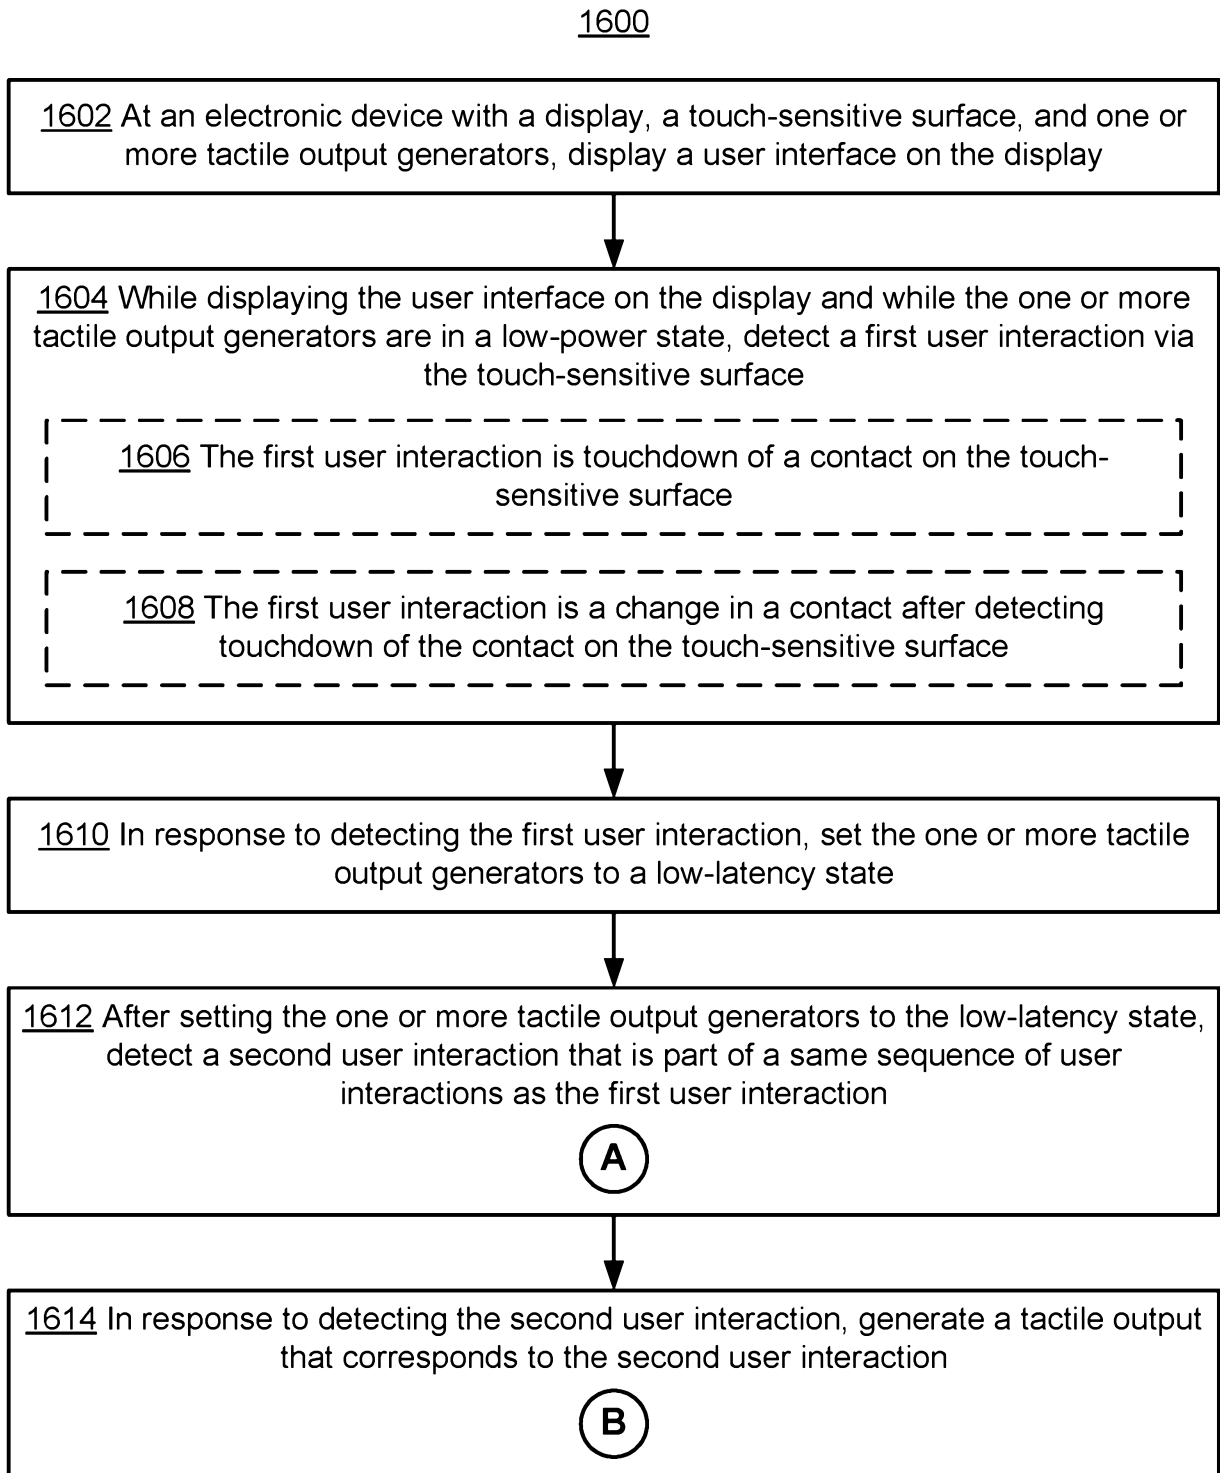 1600
1602 At an electronic device with a display, a touch-sensitive surface, and one or
more tactile output generators, display a user interface on the display
1604 While displaying the user interface on the display and while the one or more
tactile output generators are in a low-power state, detect a first user interaction via
the touch-sensitive surface
1606 The first user interaction is touchdown of a contact on the touch-
sensitive surface
1608 The first user interaction is a change in a contact after detecting
touchdown of the contact on the touch-sensitive surface
1610 In response to detecting the first user interaction, set the one or more tactile
output generators to a low-latency state
1612 After setting the one or more tactile output generators to the low-latency state,
detect a second user interaction that is part of a same sequence of user
interactions as the first user interaction
A
1614 In response to detecting the second user interaction, generate a tactile output
that corresponds to the second user interaction
B